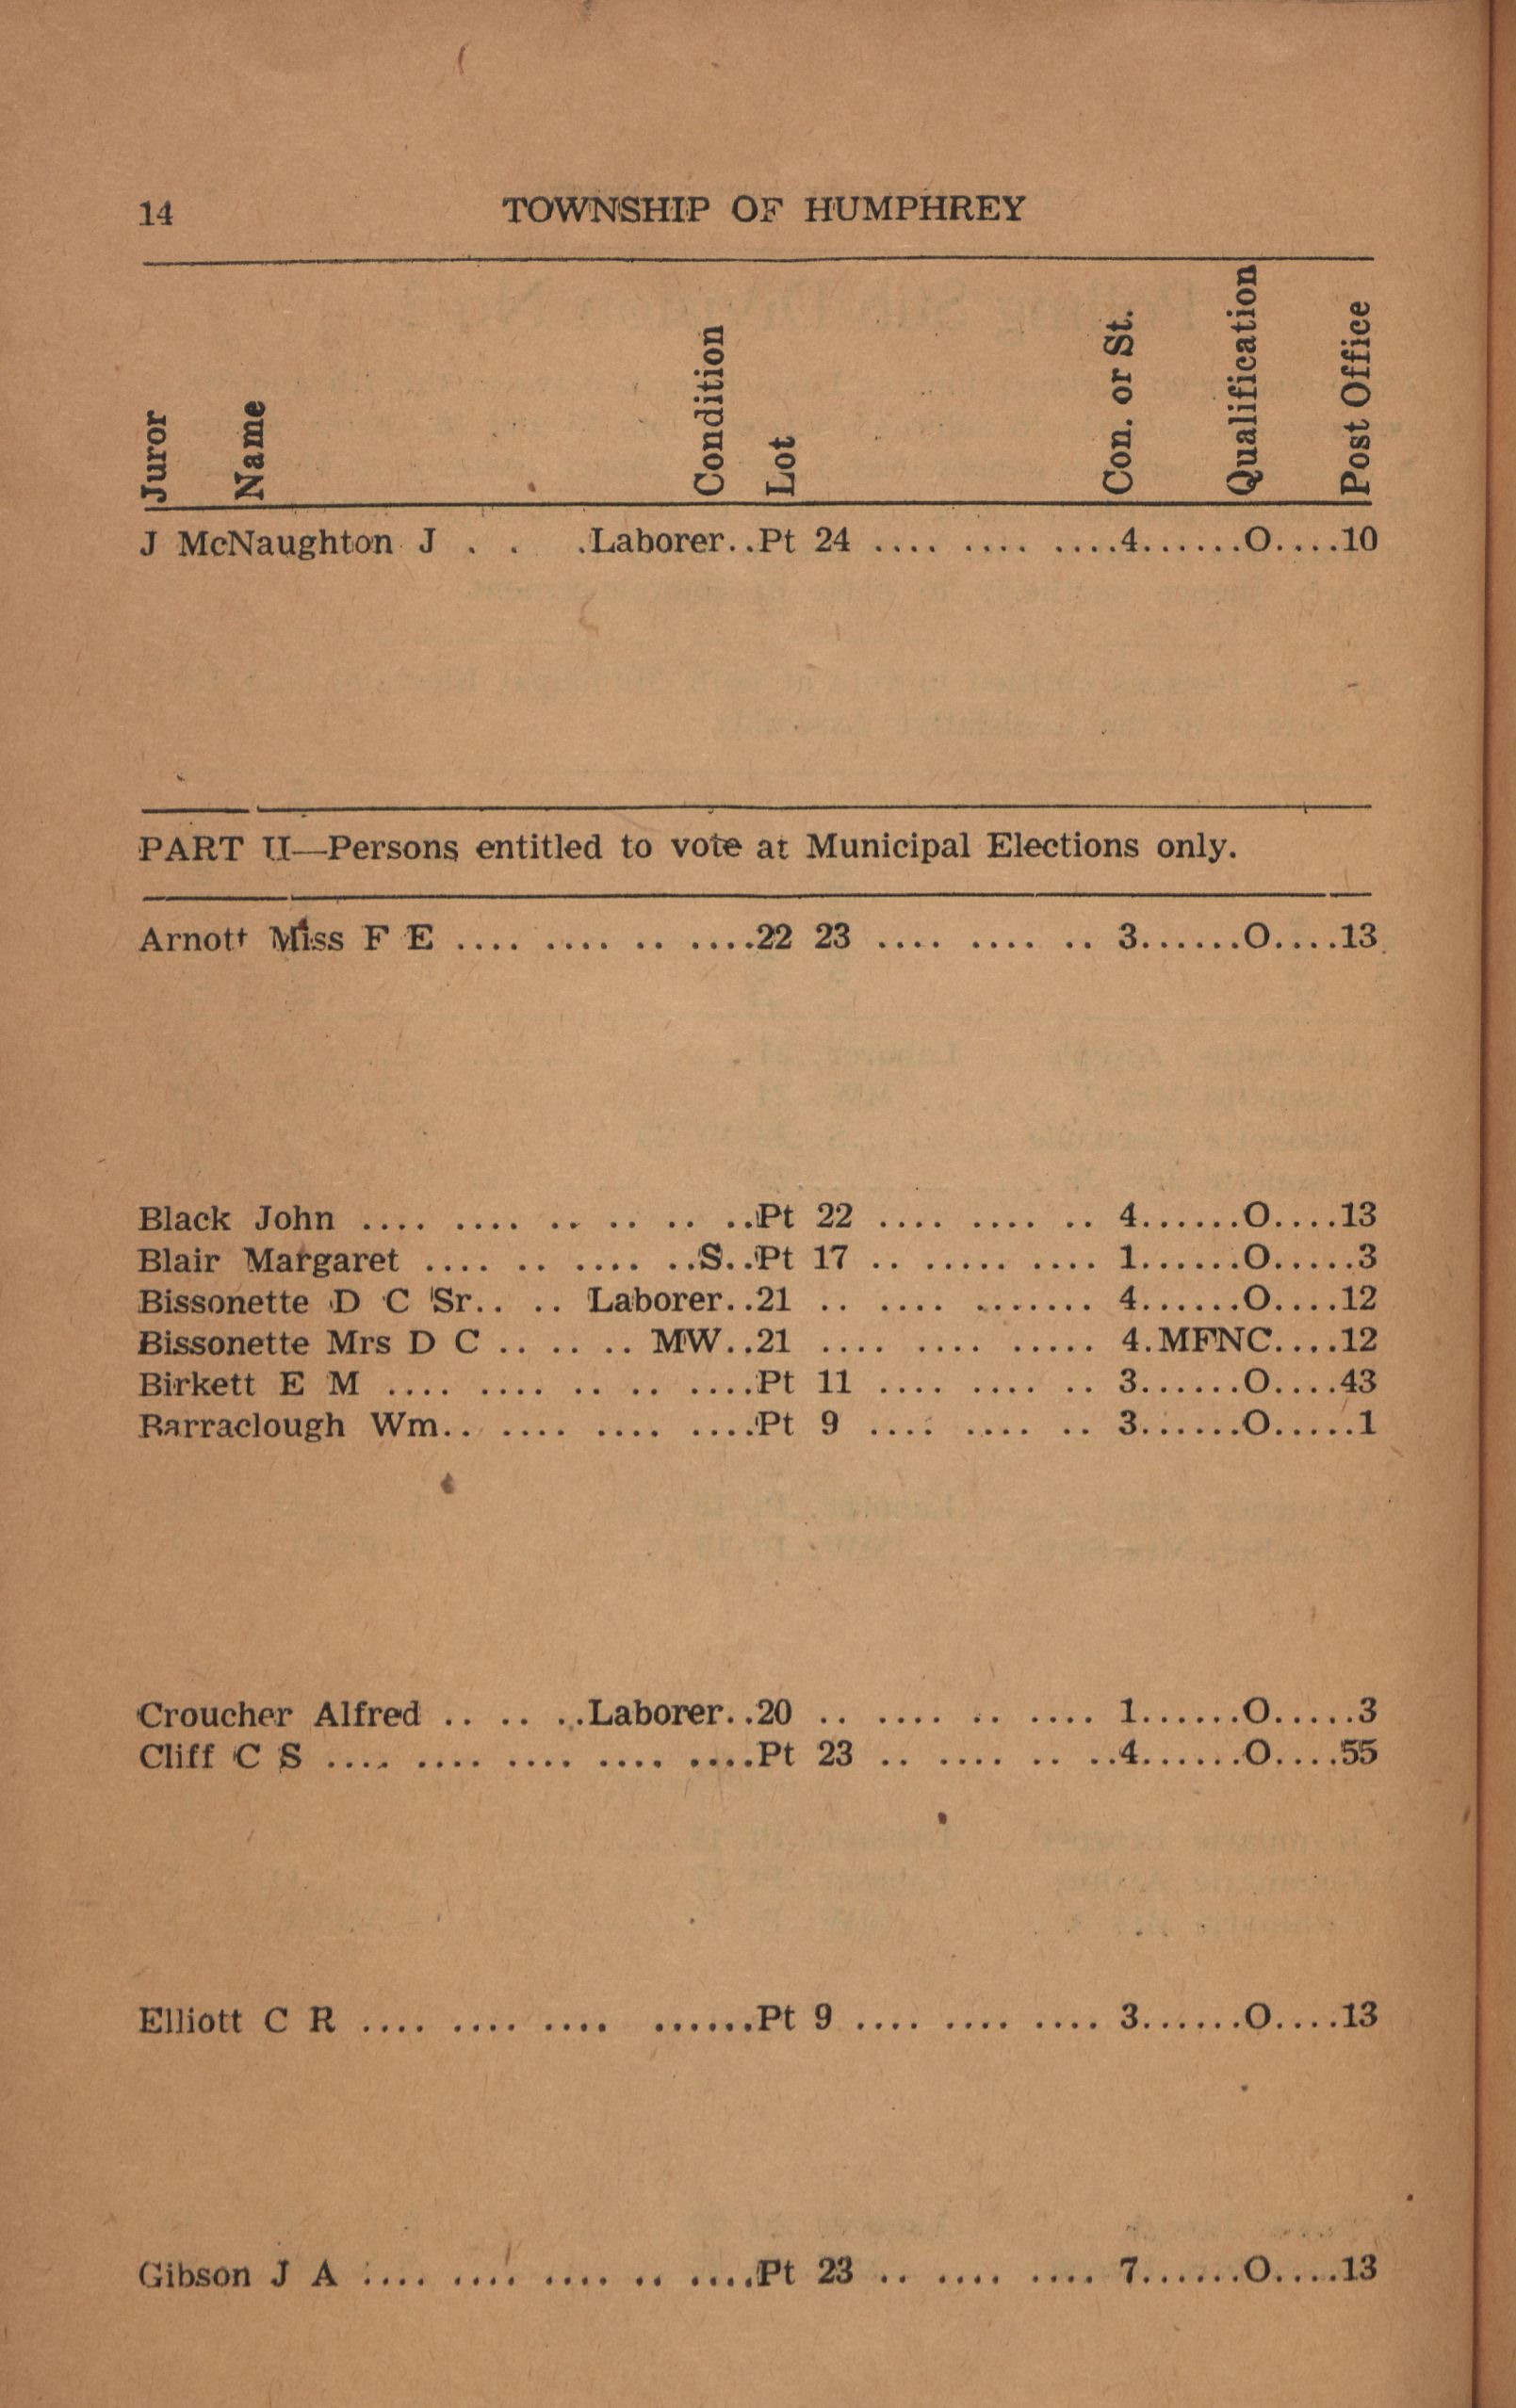 14 TOWNSHIP OF HUMPHREY
Juror Name Condition Lot Con. or St. Qualification Post Office
J McNaughton J . . .Laborer..Pt 24 .... .... ....4......O....10
PART II—Persons entitled to vote at Municipal Elections only.
Arnott Miss F E .... .... .. ....22 23 .... .... .. 3......O....13
Black John .... .... .. .. .. ..Pt 22 .... .... .. 4......O....13
Blair Margaret .... .. .... ..S..Pt 17 .. ..... .... 1......O.....3
Bissonette D C Sr.. .. Laborer..21 .. .... ....... 4......O....12
Bissonette Mrs D C .. .. .. MW..21 .... .... ..... 4.MFNC....12
Birkett E M .... .... .. .. ....Pt 11 .... .... .. 3......O....43
Barraclough Wm.. .... .... ....Pt 9 .... .... .. 3......O.....1
Croucher Alfred .. .. ..Laborer..20 .. .... .. .... 1......O.....3
Cliff C S .... .... .... .... ....Pt 23 .. .... .. ..4......O....55
Elliott C R .... .... .... ......Pt 9 .... .... .... 3......O....13
Gibson J A .... .... .... .. ....Pt 23 .. .... .... 7......O....13